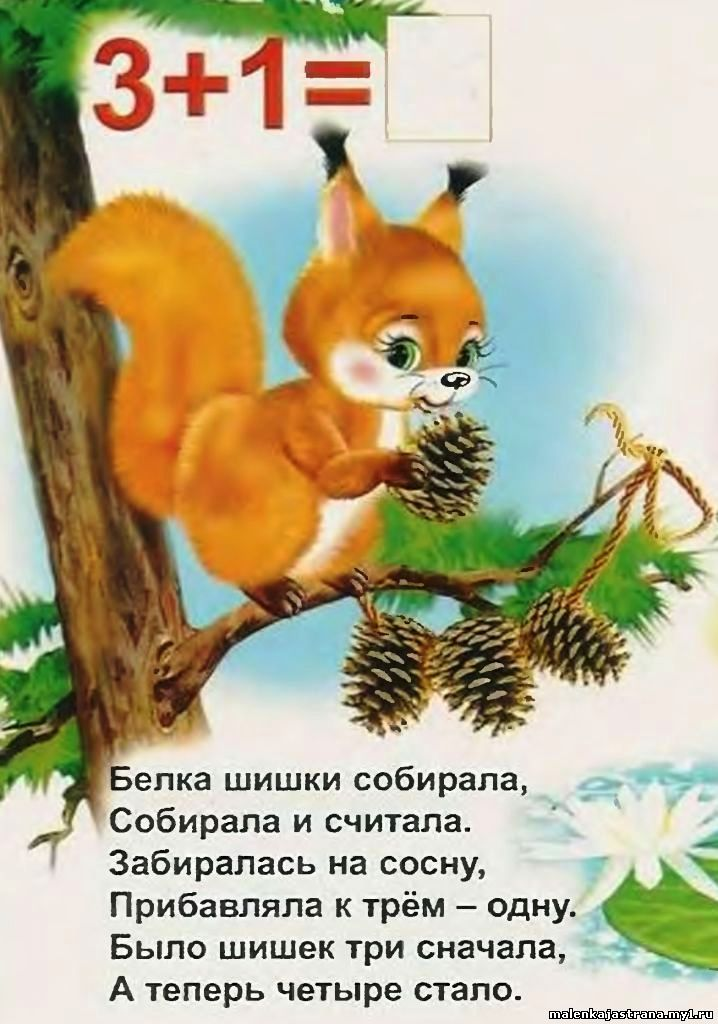 3+1=
Белка шишки собирала,
Собирала и считала.
Забиралась на сосну,
Прибавляла к трём – одну.
Было шишек три сначала,
А теперь четыре стало.
malenkajastrana.my1.ru